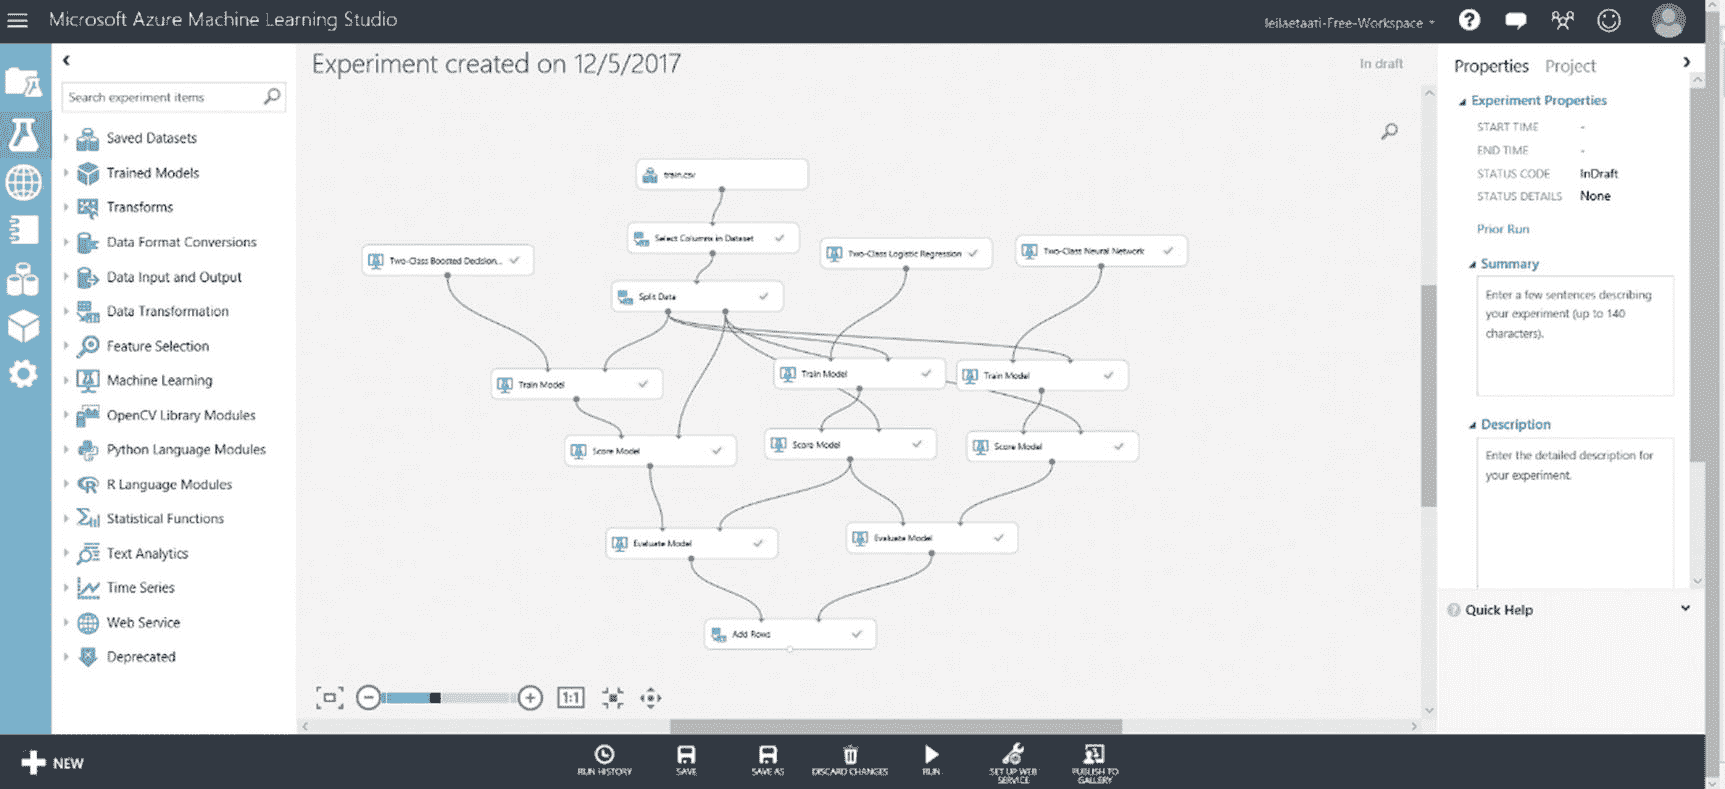 Microsoft Azure Machine Learning Studio
leilaetaati-Free-Workspace
?
Search experiment items
Saved Datasets
Trained Models
Transforms
Data Format Conversions
Data Input and Output
Data Transformation
Feature Selection
Machine Learning
OpenCV Library Modules
Python Language Modules
R Language Modules
Statistical Functions
Text Analytics
Time Series
Web Service
Deprecated
Experiment created on 12/5/2017
In draft
train.csv
Select Columns in Dataset
Two-Class Boosted Decision...
Two-Class Logistic Regression
Two-Class Neural Network
Split Data
Train Model
Train Model
Train Model
Score Model
Score Model
Score Model
Evaluate Model
Evaluate Model
Add Rows
1:1
Properties Project
Experiment Properties
START TIME -
END TIME -
STATUS CODE InDraft
STATUS DETAILS None
Prior Run
Summary
Enter a few sentences describing
your experiment (up to 140
characters).
Description
Enter the detailed description for
your experiment.
Quick Help
NEW
RUN HISTORY
SAVE
SAVE AS
DISCARD CHANGES
RUN
SET UP WEB
SERVICE
PUBLISH TO
GALLERY